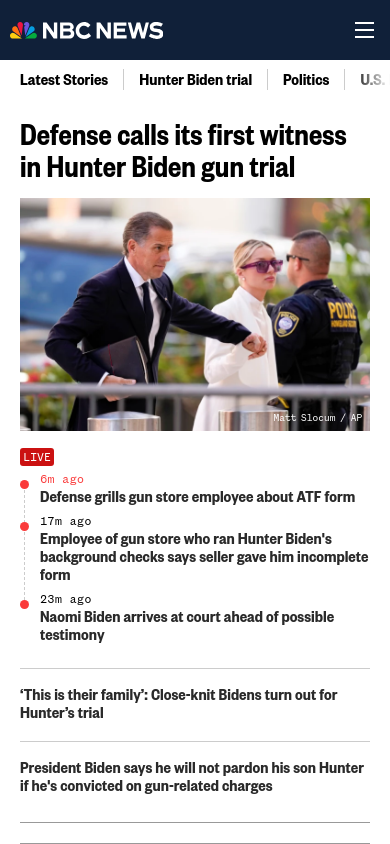 NBC NEWS
Latest Stories
Hunter Biden trial
Politics
U.S.
Defense calls its first witness
in Hunter Biden gun trial
POLICE
Matt Slocum / AP
LIVE
6m ago
Defense grills gun store employee about ATF form
17m ago
Employee of gun store who ran Hunter Biden's
background checks says seller gave him incomplete
form
23m ago
Naomi Biden arrives at court ahead of possible
testimony
‘This is their family’: Close-knit Bidens turn out for
Hunter’s trial
President Biden says he will not pardon his son Hunter
if he's convicted on gun-related charges